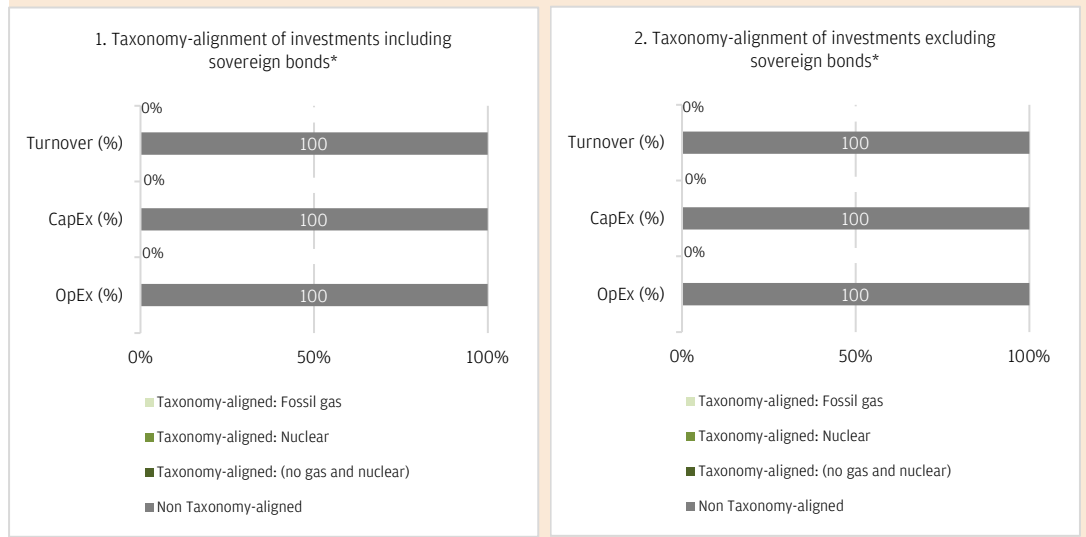 1. Taxonomy-alignment of investments including
sovereign bonds*
0%
Turnover (%)
100
0%
CapEx (%)
100
0%
OpEx (%)
100
0%
50%
100%
Taxonomy-aligned: Fossil gas
Taxonomy-aligned: Nuclear
Taxonomy-aligned: (no gas and nuclear)
Non Taxonomy-aligned
2. Taxonomy-alignment of investments excluding
sovereign bonds*
0%
Turnover (%)
100
0%
CapEx (%)
100
0%
OpEx (%)
100
0%
50%
100%
Taxonomy-aligned: Fossil gas
Taxonomy-aligned: Nuclear
Taxonomy-aligned: (no gas and nuclear)
Non Taxonomy-aligned